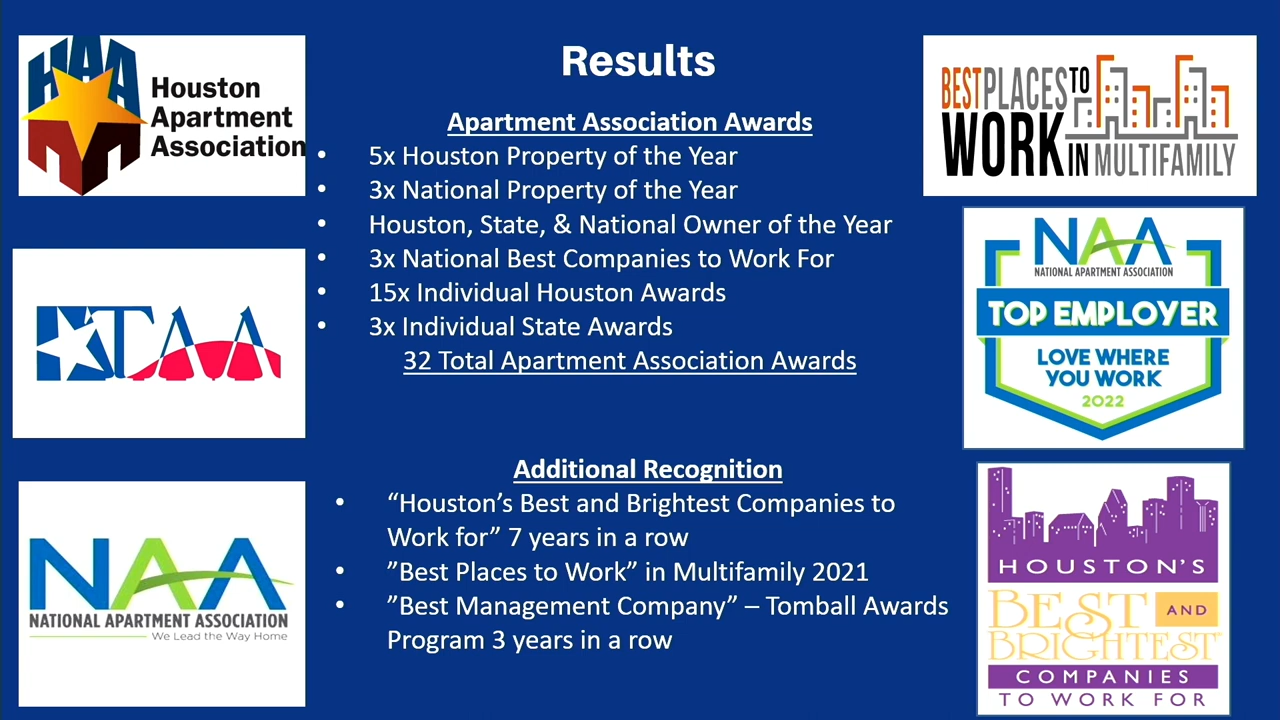 HAA
Houston
Apartment
Association
TAA
NAA
NATIONAL APARTMENT ASSOCIATION
We Lead the Way Home
Results
Apartment Association Awards
• 5x Houston Property of the Year
• 3x National Property of the Year
• Houston, State, & National Owner of the Year
• 3x National Best Companies to Work For
• 15x Individual Houston Awards
• 3x Individual State Awards
32 Total Apartment Association Awards
Additional Recognition
• “Houston’s Best and Brightest Companies to
Work for” 7 years in a row
• ”Best Places to Work” in Multifamily 2021
• ”Best Management Company” – Tomball Awards
Program 3 years in a row
BESTPLACES TO
WORK IN MULTIFAMILY
NAA
NATIONAL APARTMENT ASSOCIATION
TOP EMPLOYER
LOVE WHERE
YOU WORK
2022
HOUSTON'S
BEST AND
BRIGHTEST
COMPANIES
TO WORK FOR